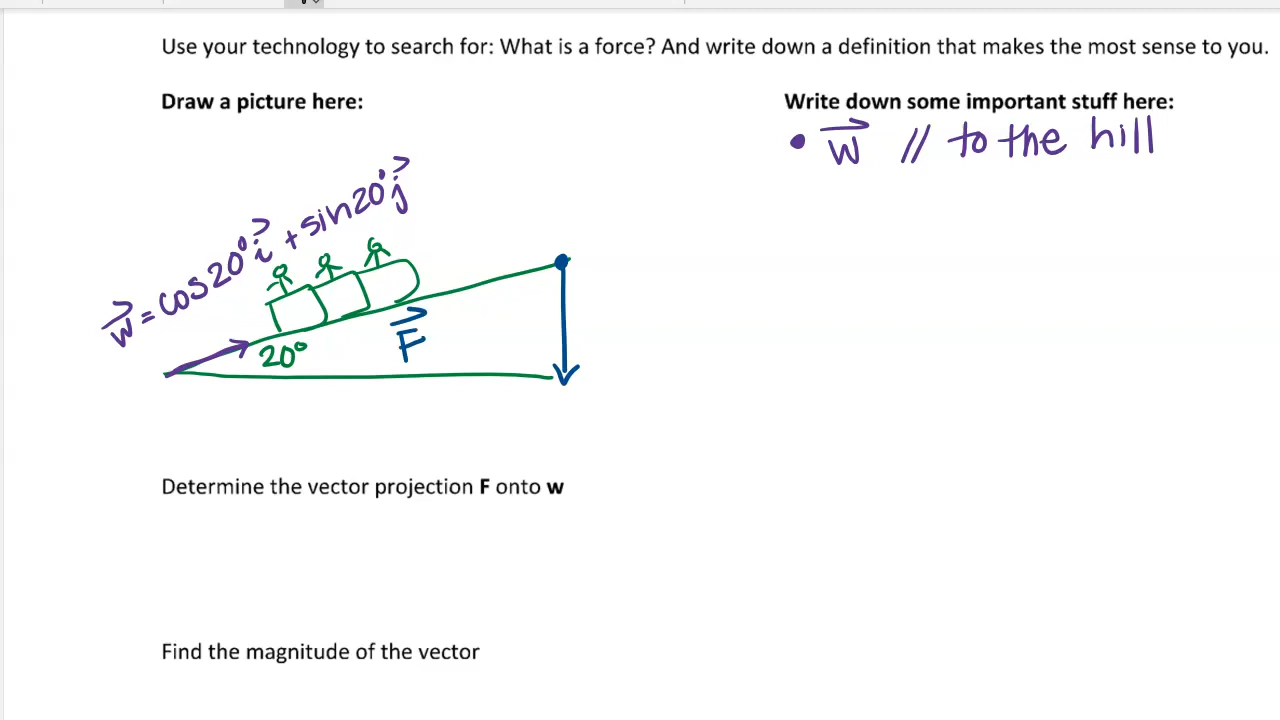 Use your technology to search for: What is a force? And write down a definition that makes the most sense to you.
Draw a picture here:
Write down some important stuff here:
• w⃗ // to the hill
w⃗ = cos20° i⃗ + sin20° j⃗
20°
F⃗
Determine the vector projection F onto w
Find the magnitude of the vector